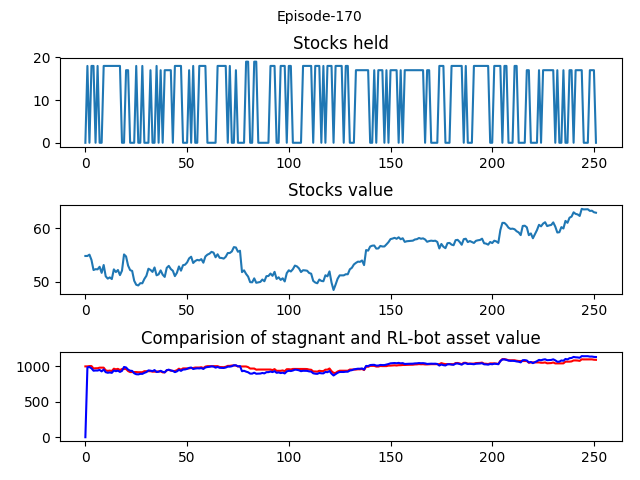 Episode-170
Stocks held
20
10
0
0 50 100 150 200 250
Stocks value
60
50
0 50 100 150 200 250
Comparision of stagnant and RL-bot asset value
1000
500
0
0 50 100 150 200 250